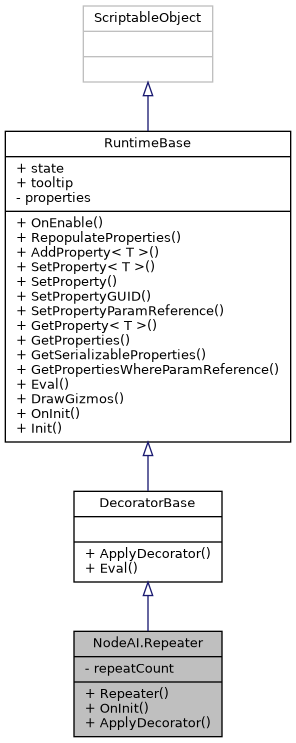 ScriptableObject
RuntimeBase
+ state
+ tooltip
- properties
+ OnEnable()
+ RepopulateProperties()
+ AddProperty< T >()
+ SetProperty< T >()
+ SetProperty()
+ SetPropertyGUID()
+ SetPropertyParamReference()
+ GetProperty< T >()
+ GetProperties()
+ GetSerializableProperties()
+ GetPropertiesWhereParamReference()
+ Eval()
+ DrawGizmos()
+ OnInit()
+ Init()
DecoratorBase
+ ApplyDecorator()
+ Eval()
NodeAI.Repeater
- repeatCount
+ Repeater()
+ OnInit()
+ ApplyDecorator()